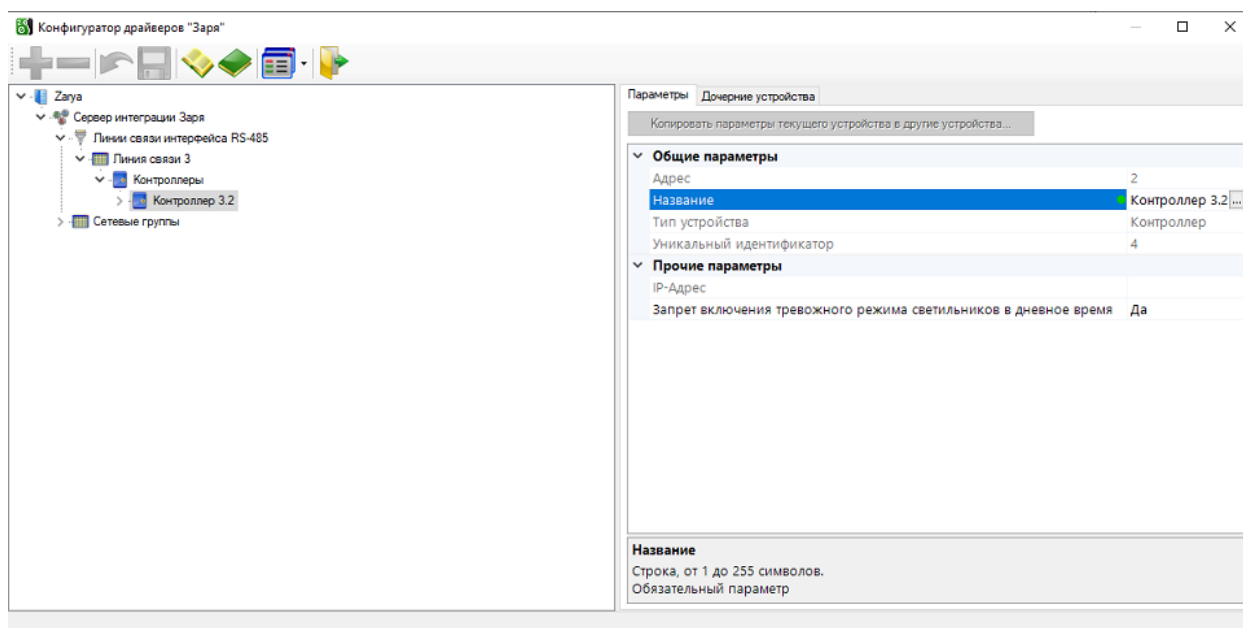 Конфигуратор драйверов "Заря"
Zarya
Сервер интеграции Заря
Линии связи интерфейса RS-485
Линия связи 3
Контроллеры
Контроллер 3.2
Сетевые группы
Параметры Дочерние устройства
Копировать параметры текущего устройства в другие устройства...
Общие параметры
Адрес 2
Название Контроллер 3.2 ...
Тип устройства Контроллер
Уникальный идентификатор 4
Прочие параметры
IP-Адрес
Запрет включения тревожного режима светильников в дневное время Да
Название
Строка, от 1 до 255 символов.
Обязательный параметр